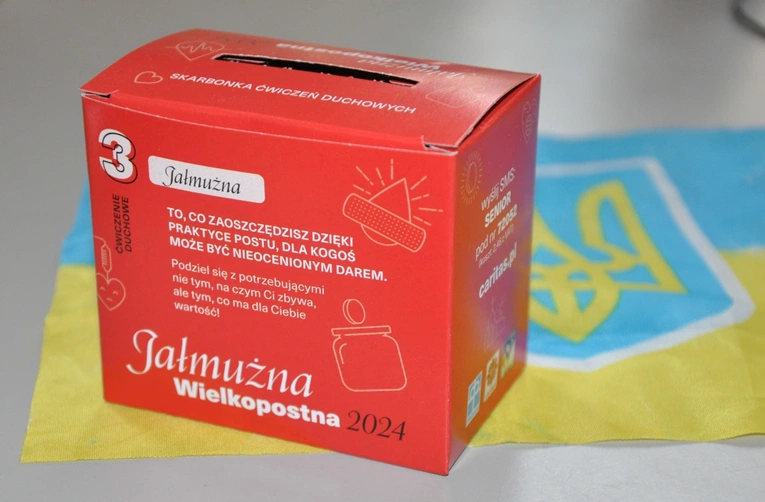 SKARBONKA ĆWICZEŃ DUCHOWYCH
3
ĆWICZENIE
DUCHOWE
Jałmużna
TO, CO ZAOSZCZĘDZISZ DZIĘKI
PRAKTYCE POSTU, DLA KOGOŚ
MOŻE BYĆ NIEOCENIONYM DAREM.
Podziel się z potrzebującymi
nie tym, na czym Ci zbywa,
ale tym, co ma dla Ciebie
wartość!
Jałmużna
Wielkopostna 2024
wyślij SMS:
SENIOR
pod nr 72052
caritas.pl